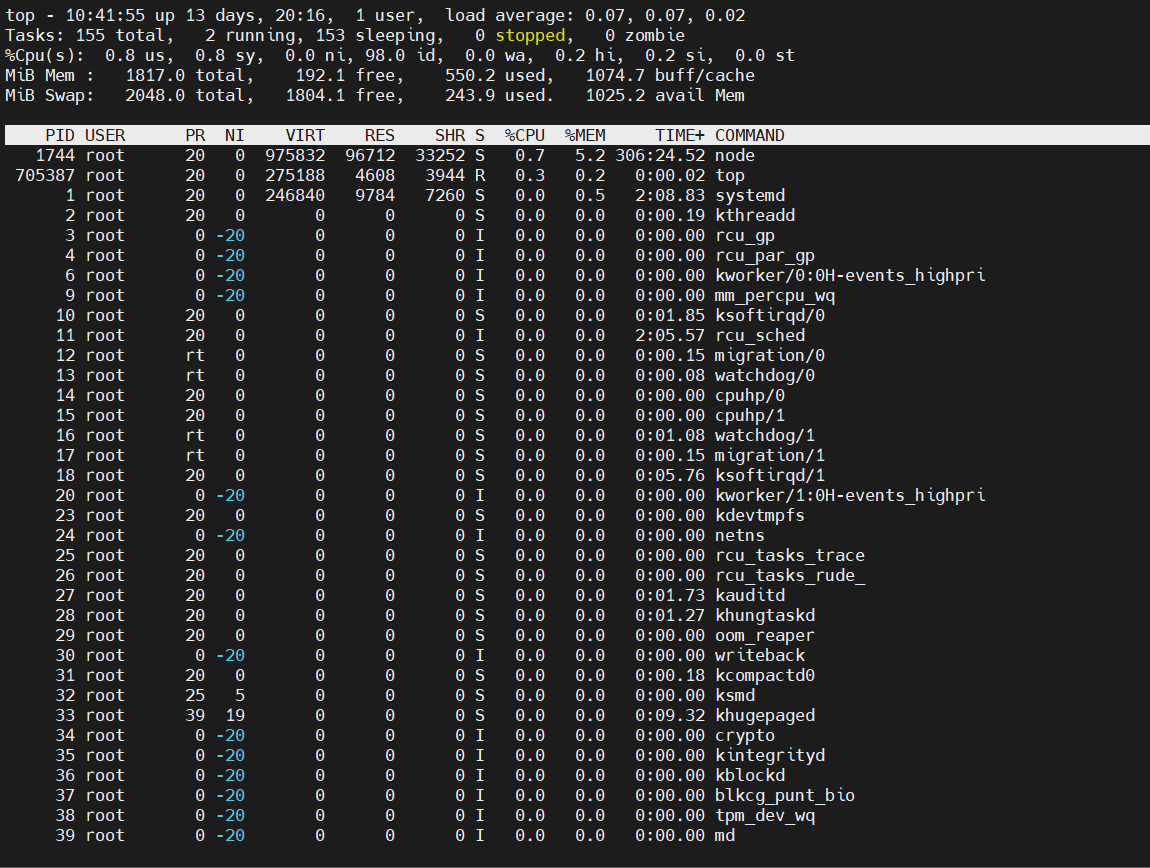 top - 10:41:55 up 13 days, 20:16,  1 user,  load average: 0.07, 0.07, 0.02
Tasks: 155 total,   2 running, 153 sleeping,   0 stopped,   0 zombie
%Cpu(s):  0.8 us,  0.8 sy,  0.0 ni, 98.0 id,  0.0 wa,  0.2 hi,  0.2 si,  0.0 st
MiB Mem :   1817.0 total,    192.1 free,    550.2 used,   1074.7 buff/cache
MiB Swap:   2048.0 total,   1804.1 free,    243.9 used.   1025.2 avail Mem
    PID USER      PR  NI    VIRT    RES    SHR S  %CPU  %MEM     TIME+ COMMAND
   1744 root      20   0  975832  96712  33252 S   0.7   5.2 306:24.52 node
 705387 root      20   0  275188   4608   3944 R   0.3   0.2   0:00.02 top
      1 root      20   0  246840   9784   7260 S   0.0   0.5   2:08.83 systemd
      2 root      20   0       0      0      0 S   0.0   0.0   0:00.19 kthreadd
      3 root       0 -20       0      0      0 I   0.0   0.0   0:00.00 rcu_gp
      4 root       0 -20       0      0      0 I   0.0   0.0   0:00.00 rcu_par_gp
      6 root       0 -20       0      0      0 I   0.0   0.0   0:00.00 kworker/0:0H-events_highpri
      9 root       0 -20       0      0      0 I   0.0   0.0   0:00.00 mm_percpu_wq
     10 root      20   0       0      0      0 S   0.0   0.0   0:01.85 ksoftirqd/0
     11 root      20   0       0      0      0 I   0.0   0.0   2:05.57 rcu_sched
     12 root      rt   0       0      0      0 S   0.0   0.0   0:00.15 migration/0
     13 root      rt   0       0      0      0 S   0.0   0.0   0:00.08 watchdog/0
     14 root      20   0       0      0      0 S   0.0   0.0   0:00.00 cpuhp/0
     15 root      20   0       0      0      0 S   0.0   0.0   0:00.00 cpuhp/1
     16 root      rt   0       0      0      0 S   0.0   0.0   0:01.08 watchdog/1
     17 root      rt   0       0      0      0 S   0.0   0.0   0:00.15 migration/1
     18 root      20   0       0      0      0 S   0.0   0.0   0:05.76 ksoftirqd/1
     20 root       0 -20       0      0      0 I   0.0   0.0   0:00.00 kworker/1:0H-events_highpri
     23 root      20   0       0      0      0 S   0.0   0.0   0:00.00 kdevtmpfs
     24 root       0 -20       0      0      0 I   0.0   0.0   0:00.00 netns
     25 root      20   0       0      0      0 S   0.0   0.0   0:00.00 rcu_tasks_trace
     26 root      20   0       0      0      0 S   0.0   0.0   0:00.00 rcu_tasks_rude_
     27 root      20   0       0      0      0 S   0.0   0.0   0:01.73 kauditd
     28 root      20   0       0      0      0 S   0.0   0.0   0:01.27 khungtaskd
     29 root      20   0       0      0      0 S   0.0   0.0   0:00.00 oom_reaper
     30 root       0 -20       0      0      0 I   0.0   0.0   0:00.00 writeback
     31 root      20   0       0      0      0 S   0.0   0.0   0:00.18 kcompactd0
     32 root      25   5       0      0      0 S   0.0   0.0   0:00.00 ksmd
     33 root      39  19       0      0      0 S   0.0   0.0   0:09.32 khugepaged
     34 root       0 -20       0      0      0 I   0.0   0.0   0:00.00 crypto
     35 root       0 -20       0      0      0 I   0.0   0.0   0:00.00 kintegrityd
     36 root       0 -20       0      0      0 I   0.0   0.0   0:00.00 kblockd
     37 root       0 -20       0      0      0 I   0.0   0.0   0:00.00 blkcg_punt_bio
     38 root       0 -20       0      0      0 I   0.0   0.0   0:00.00 tpm_dev_wq
     39 root       0 -20       0      0      0 I   0.0   0.0   0:00.00 md